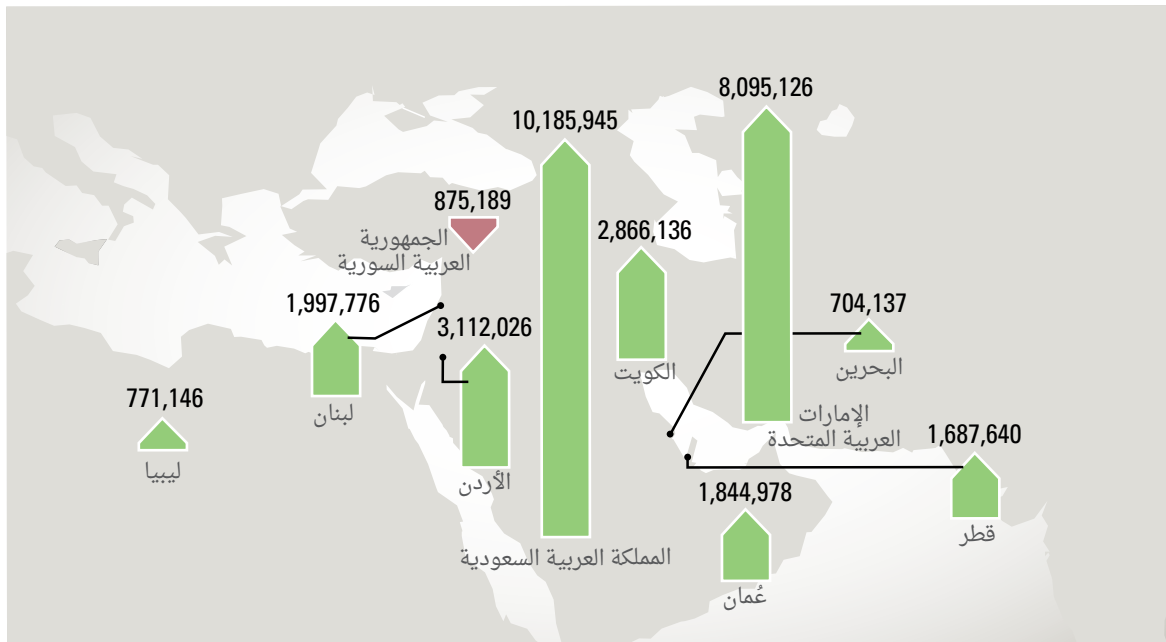 8,095,126
10,185,945
875,189
الجمهورية
العربية السورية
2,866,136
1,997,776
3,112,026
704,137
الكويت
البحرين
771,146
لبنان
الإمارات
العربية المتحدة
1,687,640
ليبيا
الأردن
1,844,978
قطر
المملكة العربية السعودية
عُمان